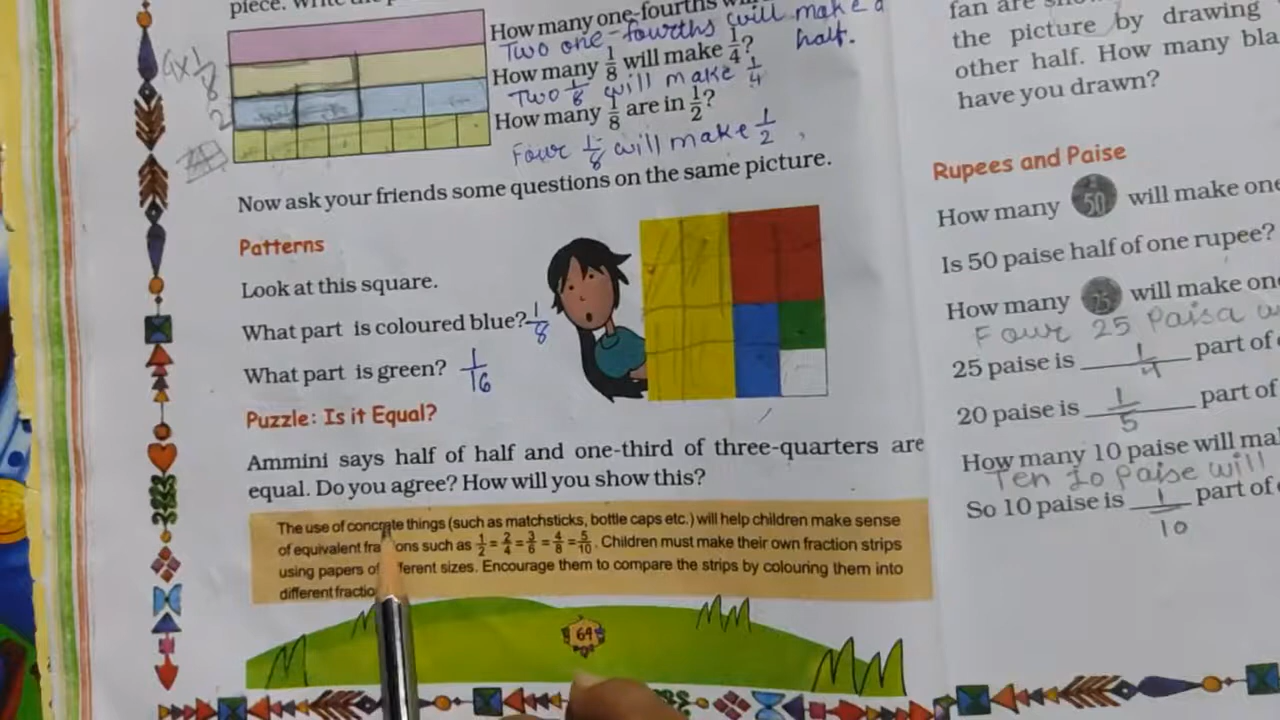 piece. Write the
How many one-fourths will make a
Two one-fourths will make a
half.
How many 1/8 will make 1/4?
Two 1/8 will make 1/4
How many 1/8 are in 1/2?
Four 1/8 will make 1/2
4x1/8
2
Now ask your friends some questions on the same picture.
Patterns
Look at this square.
What part is coloured blue? 1/8
What part is green? 1/16
Puzzle: Is it Equal?
Ammini says half of half and one-third of three-quarters are
equal. Do you agree? How will you show this?
The use of concrete things (such as matchsticks, bottle caps etc.) will help children make sense
of equivalent fractions such as 1/2 = 2/4 = 3/6 = 4/8 = 5/10. Children must make their own fraction strips
using papers of different sizes. Encourage them to compare the strips by colouring them into
different
64
fan are
the picture by drawing
other half. How many
have you drawn?
Rupees and Paise
How many 50 will make one
Is 50 paise half of one rupee?
How many 25 will make one
Four 25 Paisa
25 paise is 1/4 part of
20 paise is 1/5 part of
How many 10 paise will
Ten 10 Paise will
So 10 paise is 1/10 part of